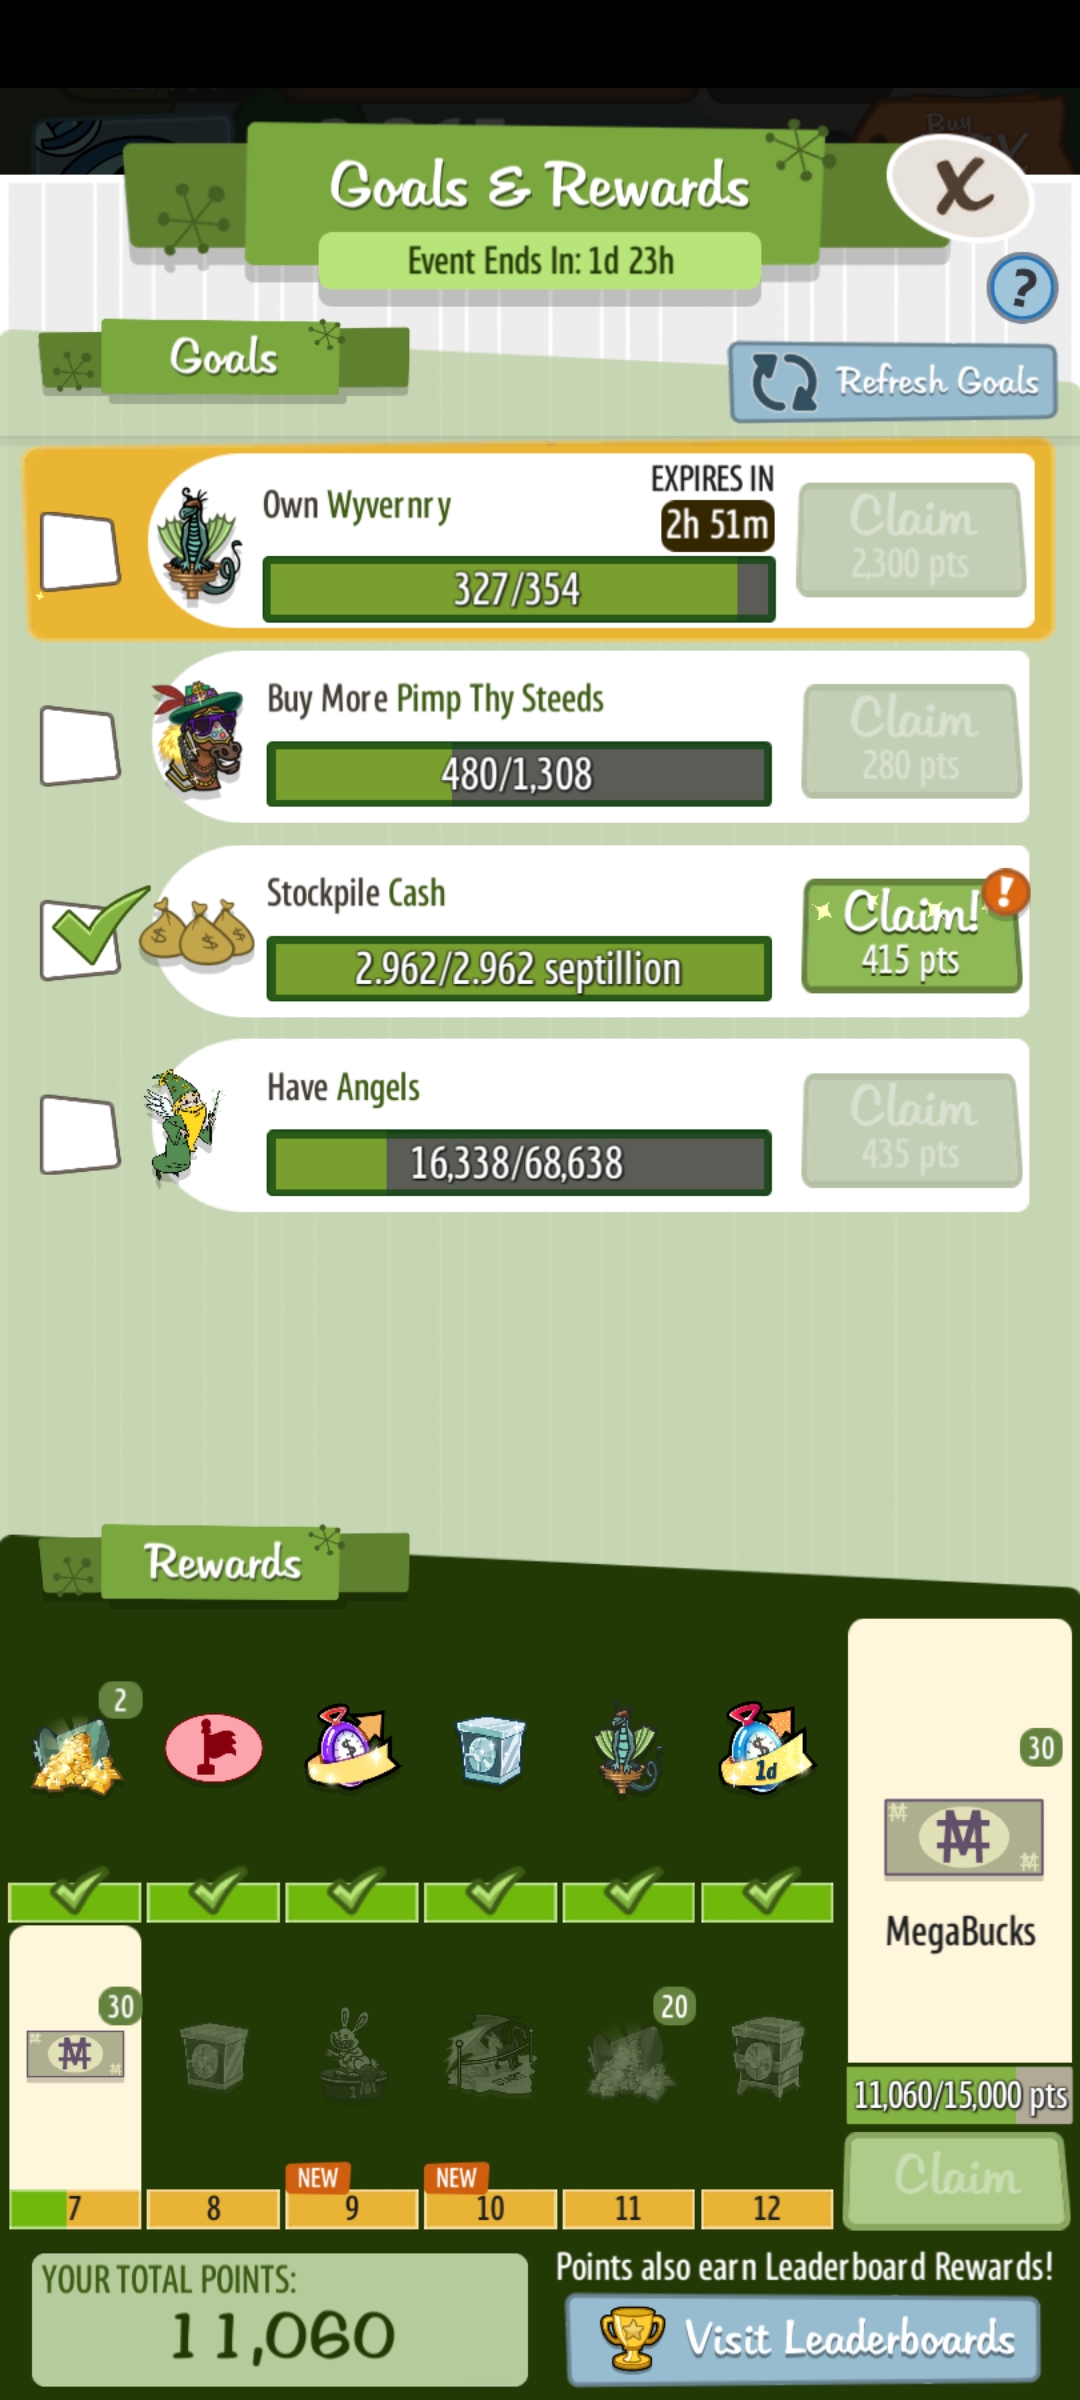 Buy
Goals & Rewards
X
Event Ends In: 1d 23h
?
Goals
Refresh Goals
Own Wyvernry
EXPIRES IN
2h 51m
327/354
Claim
2,300 pts
Buy More Pimp Thy Steeds
480/1,308
Claim
280 pts
Stockpile Cash
2.962/2.962 septillion
Claim!
415 pts
!
Have Angels
16,338/68,638
Claim
435 pts
Rewards
2
1d
30
MegaBucks
30
20
11,060/15,000 pts
Claim
NEW
NEW
7
8
9
10
11
12
YOUR TOTAL POINTS:
11,060
Points also earn Leaderboard Rewards!
Visit Leaderboards